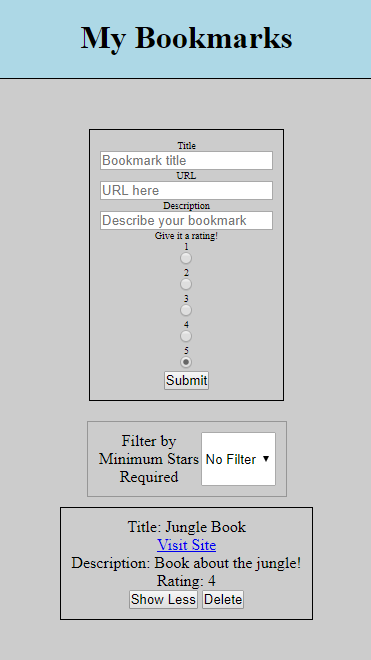 My Bookmarks
Title
Bookmark title
URL
URL here
Description
Describe your bookmark
Give it a rating!
1
2
3
4
5
Submit
Filter by
Minimum Stars
Required
No Filter
Title: Jungle Book
Visit Site
Description: Book about the jungle!
Rating: 4
Show Less Delete